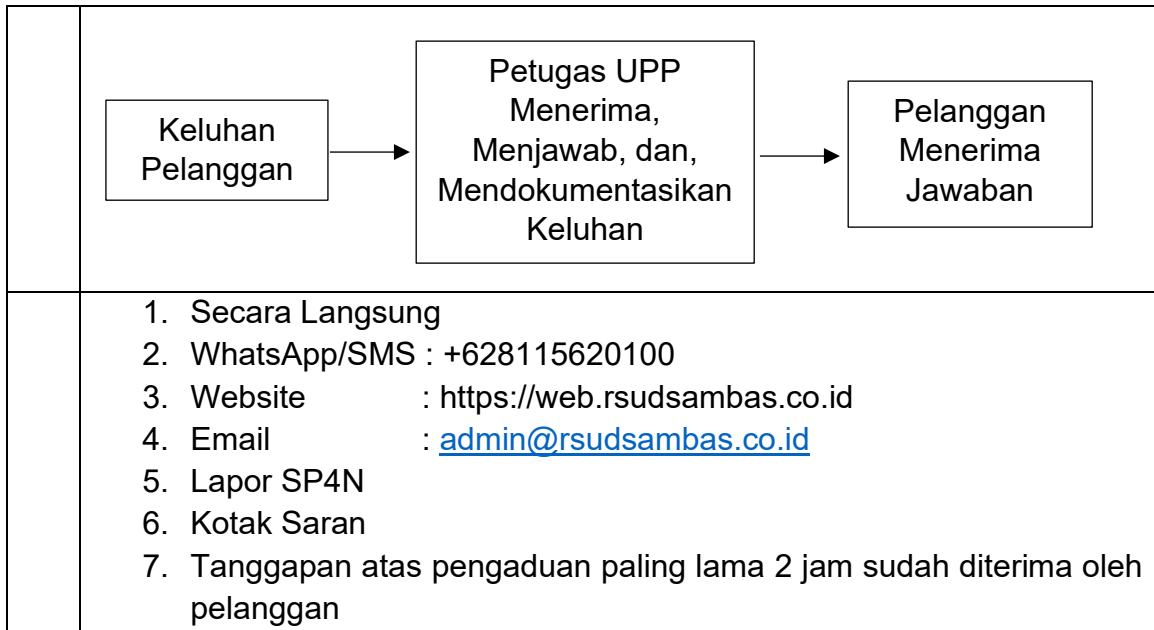 Keluhan
Pelanggan
Petugas UPP
Menerima,
Menjawab, dan,
Mendokumentasikan
Keluhan
Pelanggan
Menerima
Jawaban
1. Secara Langsung
2. WhatsApp/SMS : +628115620100
3. Website : https://web.rsudsambas.co.id
4. Email : admin@rsudsambas.co.id
5. Lapor SP4N
6. Kotak Saran
7. Tanggapan atas pengaduan paling lama 2 jam sudah diterima oleh
pelanggan